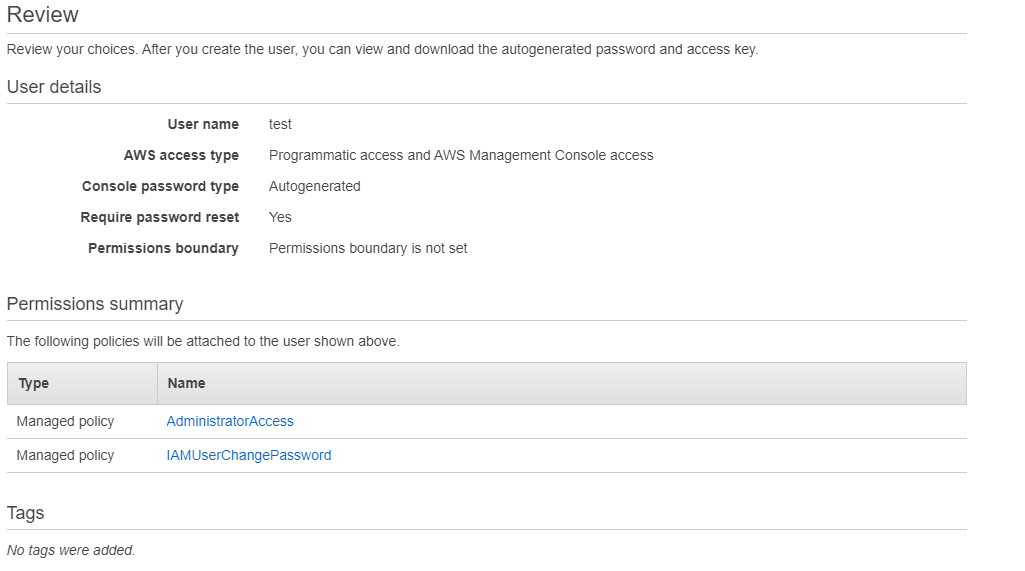 Review
Review your choices. After you create the user, you can view and download the autogenerated password and access key.
User details
User name test
AWS access type Programmatic access and AWS Management Console access
Console password type Autogenerated
Require password reset Yes
Permissions boundary Permissions boundary is not set
Permissions summary
The following policies will be attached to the user shown above.
Type Name
Managed policy AdministratorAccess
Managed policy IAMUserChangePassword
Tags
No tags were added.